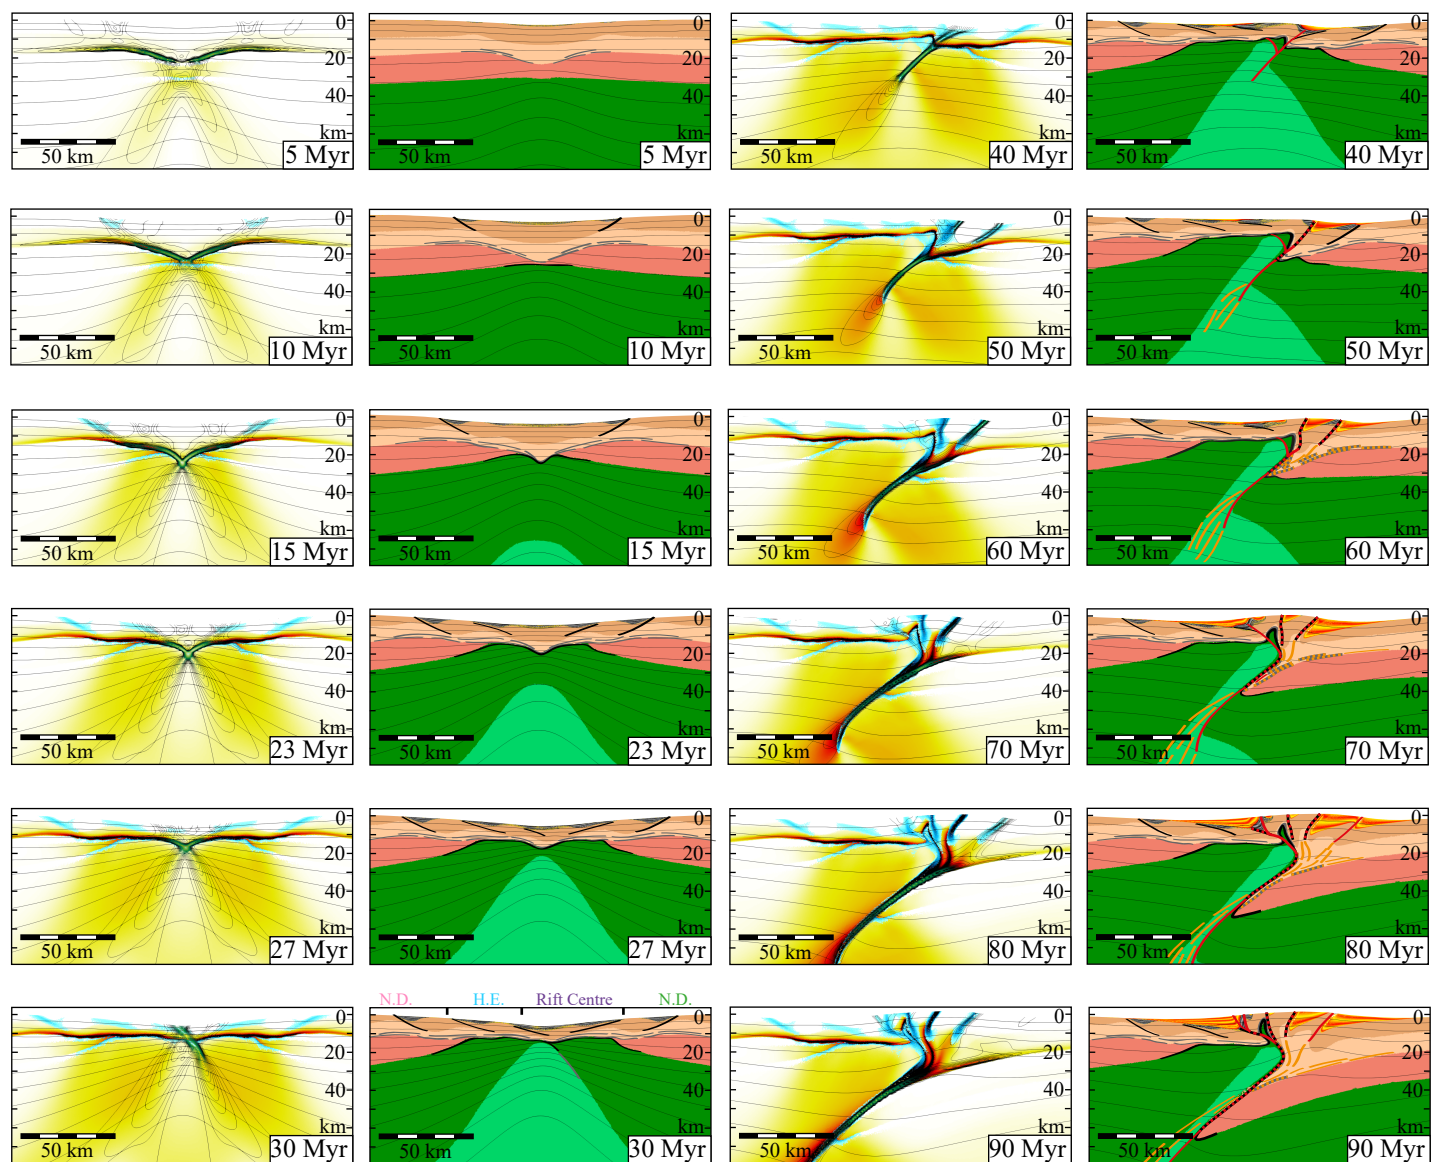 0 20 40 km 50 km 5 Myr
0 20 40 km 50 km 5 Myr
0 20 40 km 50 km 40 Myr
0 20 40 km 50 km 40 Myr
0 20 40 km 50 km 10 Myr
0 20 40 km 50 km 10 Myr
0 20 40 km 50 km 50 Myr
0 20 40 km 50 km 50 Myr
0 20 40 km 50 km 15 Myr
0 20 40 km 50 km 15 Myr
0 20 40 km 50 km 60 Myr
0 20 40 km 50 km 60 Myr
0 20 40 km 50 km 23 Myr
0 20 40 km 50 km 23 Myr
0 20 40 km 50 km 70 Myr
0 20 40 km 50 km 70 Myr
0 20 40 km 50 km 27 Myr
0 20 40 km 50 km 27 Myr
0 20 40 km 50 km 80 Myr
0 20 40 km 50 km 80 Myr
N.D. H.E. Rift Centre N.D.
0 20 40 km 50 km 30 Myr
0 20 40 km 50 km 30 Myr
0 20 40 km 50 km 90 Myr
0 20 40 km 50 km 90 Myr